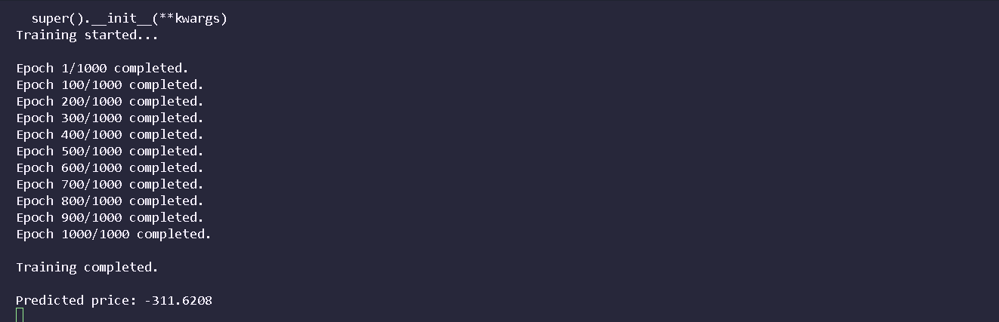 super().__init__(**kwargs)
Training started...
Epoch 1/1000 completed.
Epoch 100/1000 completed.
Epoch 200/1000 completed.
Epoch 300/1000 completed.
Epoch 400/1000 completed.
Epoch 500/1000 completed.
Epoch 600/1000 completed.
Epoch 700/1000 completed.
Epoch 800/1000 completed.
Epoch 900/1000 completed.
Epoch 1000/1000 completed.
Training completed.
Predicted price: -311.6208